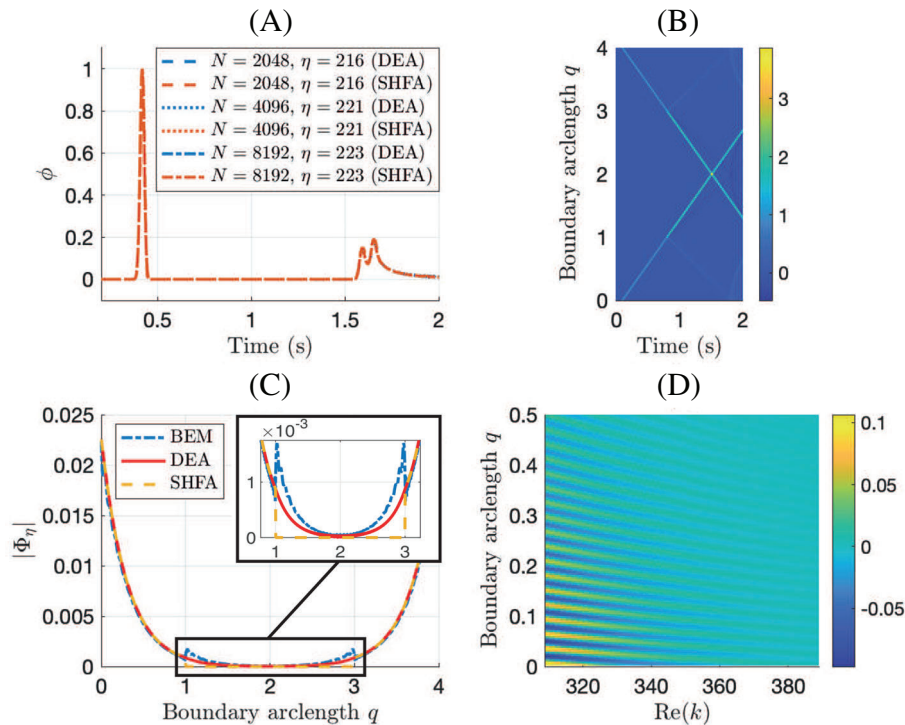 (A)
(B)
N = 2048, η = 216 (DEA)
N = 2048, η = 216 (SHFA)
N = 4096, η = 221 (DEA)
N = 4096, η = 221 (SHFA)
N = 8192, η = 223 (DEA)
N = 8192, η = 223 (SHFA)
1
0.8
0.6
0.4
0.2
0
ϕ
0.5
1
1.5
2
Time (s)
4
3
2
1
0
Boundary arclength q
0
1
2
Time (s)
3
2
1
0
(C)
(D)
0.025
0.02
0.015
0.01
0.005
0
|Φη|
BEM
DEA
SHFA
×10⁻³
1
0
1
2
3
0
1
2
3
4
Boundary arclength q
0.5
0.4
0.3
0.2
0.1
0
Boundary arclength q
320
340
360
380
Re(k)
0.1
0.05
0
-0.05